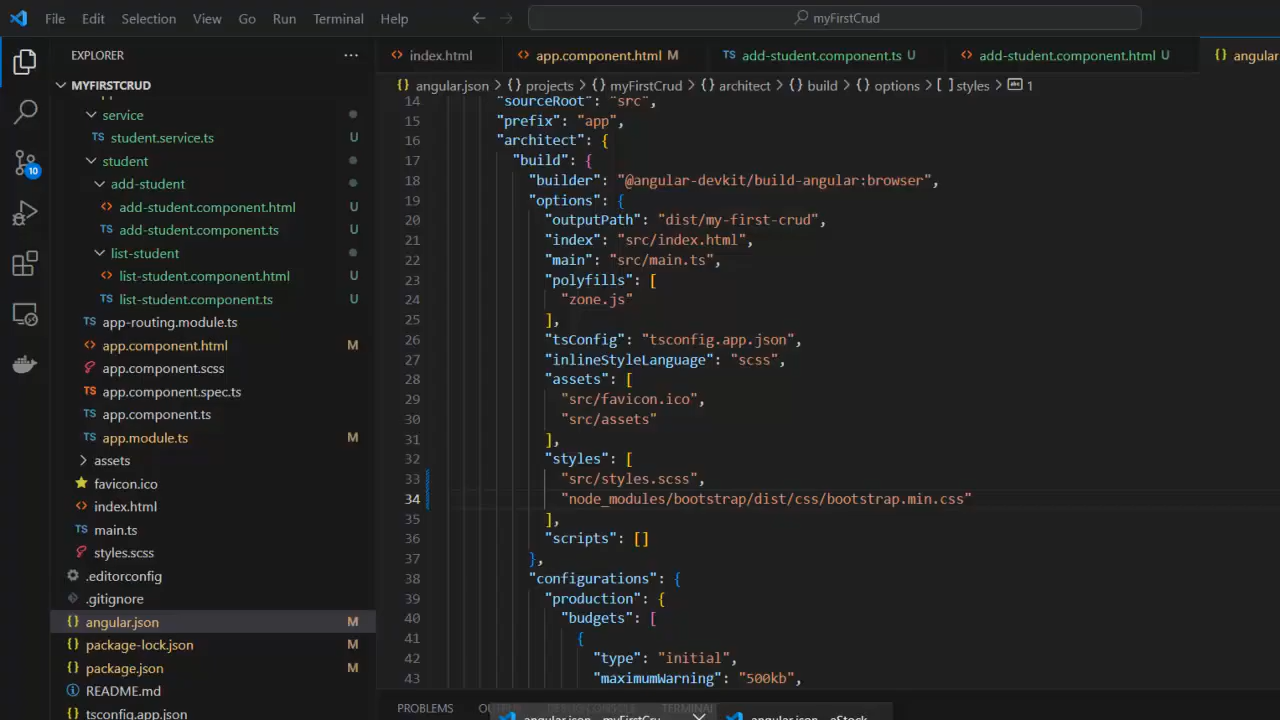 File Edit Selection View Go Run Terminal Help
myFirstCrud
EXPLORER
MYFIRSTCRUD
service
student.service.ts U
student
add-student
add-student.component.html U
add-student.component.ts U
list-student
list-student.component.html U
list-student.component.ts U
app-routing.module.ts
app.component.html M
app.component.scss
app.component.spec.ts
app.component.ts
app.module.ts M
assets
favicon.ico
index.html
main.ts
styles.scss
.editorconfig
.gitignore
angular.json M
package-lock.json M
package.json M
README.md
tsconfig.app.json
10
index.html app.component.html M add-student.component.ts U add-student.component.html U angular
angular.json > {} projects > {} myFirstCrud > {} architect > {} build > {} options > [ ] styles > 1
14 "sourceRoot": "src",
15 "prefix": "app",
16 "architect": {
17 "build": {
18 "builder": "@angular-devkit/build-angular:browser",
19 "options": {
20 "outputPath": "dist/my-first-crud",
21 "index": "src/index.html",
22 "main": "src/main.ts",
23 "polyfills": [
24 "zone.js"
25 ],
26 "tsConfig": "tsconfig.app.json",
27 "inlineStyleLanguage": "scss",
28 "assets": [
29 "src/favicon.ico",
30 "src/assets"
31 ],
32 "styles": [
33 "src/styles.scss",
34 "node_modules/bootstrap/dist/css/bootstrap.min.css"
35 ],
36 "scripts": []
37 },
38 "configurations": {
39 "production": {
40 "budgets": [
41 {
42 "type": "initial",
43 "maximumWarning": "500kb",
PROBLEMS
TERMINAL